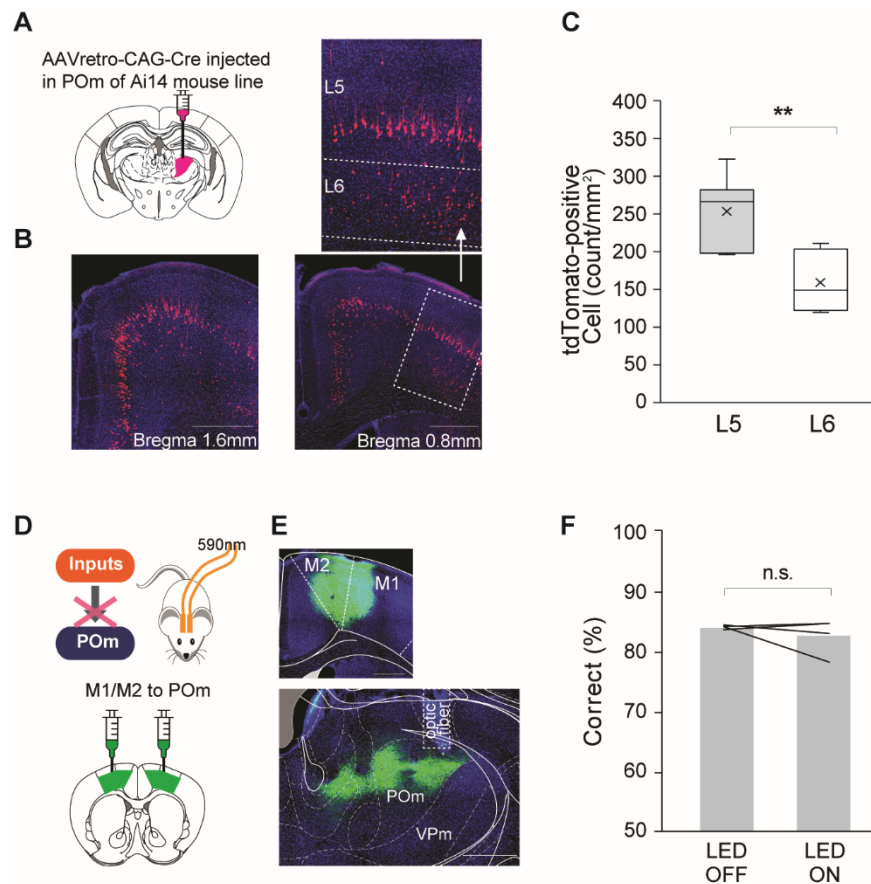 A
AAVretro-CAG-Cre injected
in POm of Ai14 mouse line
L5
L6
B
Bregma 1.6mm
Bregma 0.8mm
C
tdTomato-positive
Cell (count/mm²)
400
350
300
250
200
150
100
50
0
**
L5
L6
D
Inputs
POm
590nm
M1/M2 to POm
E
M2
M1
optic
fiber
POm
VPm
F
Correct (%)
100
90
80
70
60
50
n.s.
LED
OFF
LED
ON